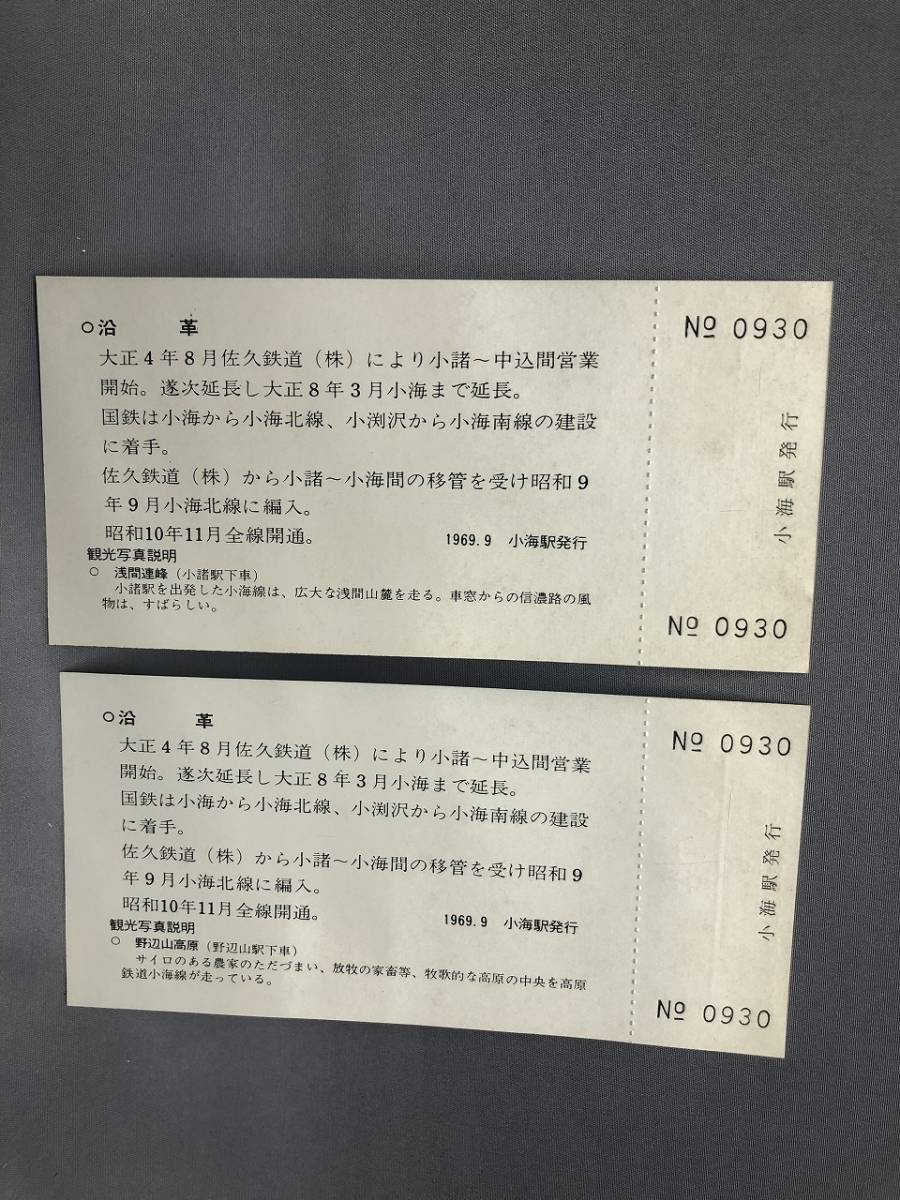 ○沿 革
大正4年8月佐久鉄道（株）により小諸～中込間営業
開始。遂次延長し大正8年3月小海まで延長。
国鉄は小海から小海北線、小渕沢から小海南線の建設
に着手。
佐久鉄道（株）から小諸～小海間の移管を受け昭和9
年9月小海北線に編入。
昭和10年11月全線開通。
1969.9 小海駅発行
観光写真説明
○ 浅間連峰（小諸駅下車）
小諸駅を出発した小海線は、広大な浅間山麓を走る。車窓からの信濃路の風
物は、すばらしい。
№ 0930
小海駅発行
№ 0930
○沿 革
大正4年8月佐久鉄道（株）により小諸～中込間営業
開始。遂次延長し大正8年3月小海まで延長。
国鉄は小海から小海北線、小渕沢から小海南線の建設
に着手。
佐久鉄道（株）から小諸～小海間の移管を受け昭和9
年9月小海北線に編入。
昭和10年11月全線開通。
1969.9 小海駅発行
観光写真説明
○ 野辺山高原（野辺山駅下車）
サイロのある農家のただづまい、放牧の家畜等、牧歌的な高原の中央を高原
鉄道小海線が走っている。
№ 0930
小海駅発行
№ 0930